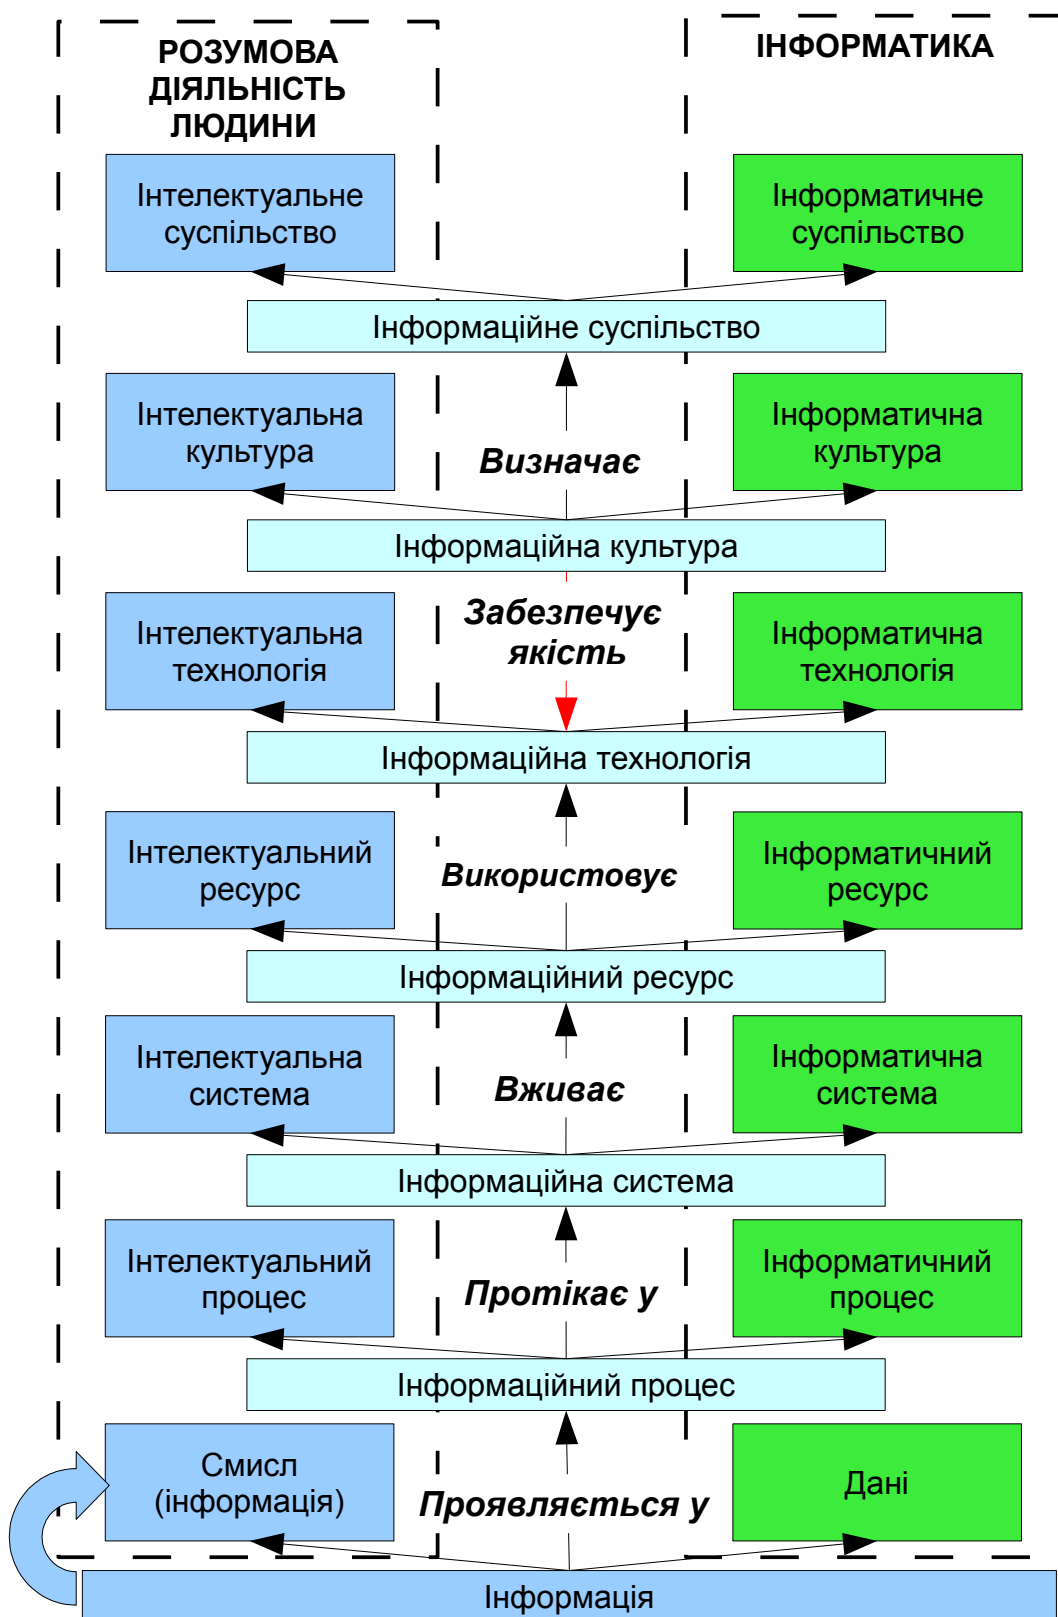 РОЗУМОВА
ДІЯЛЬНІСТЬ
ЛЮДИНИ
ІНФОРМАТИКА
Інтелектуальне
суспільство
Інформатичне
суспільство
Інформаційне суспільство
Інтелектуальна
культура
Визначає
Інформатична
культура
Інформаційна культура
Забезпечує
якість
Інтелектуальна
технологія
Інформатична
технологія
Інформаційна технологія
Інтелектуальний
ресурс
Використовує
Інформатичний
ресурс
Інформаційний ресурс
Інтелектуальна
система
Вживає
Інформатична
система
Інформаційна система
Інтелектуальний
процес
Протікає у
Інформатичний
процес
Інформаційний процес
Смисл
(інформація)
Проявляється у
Дані
Інформація